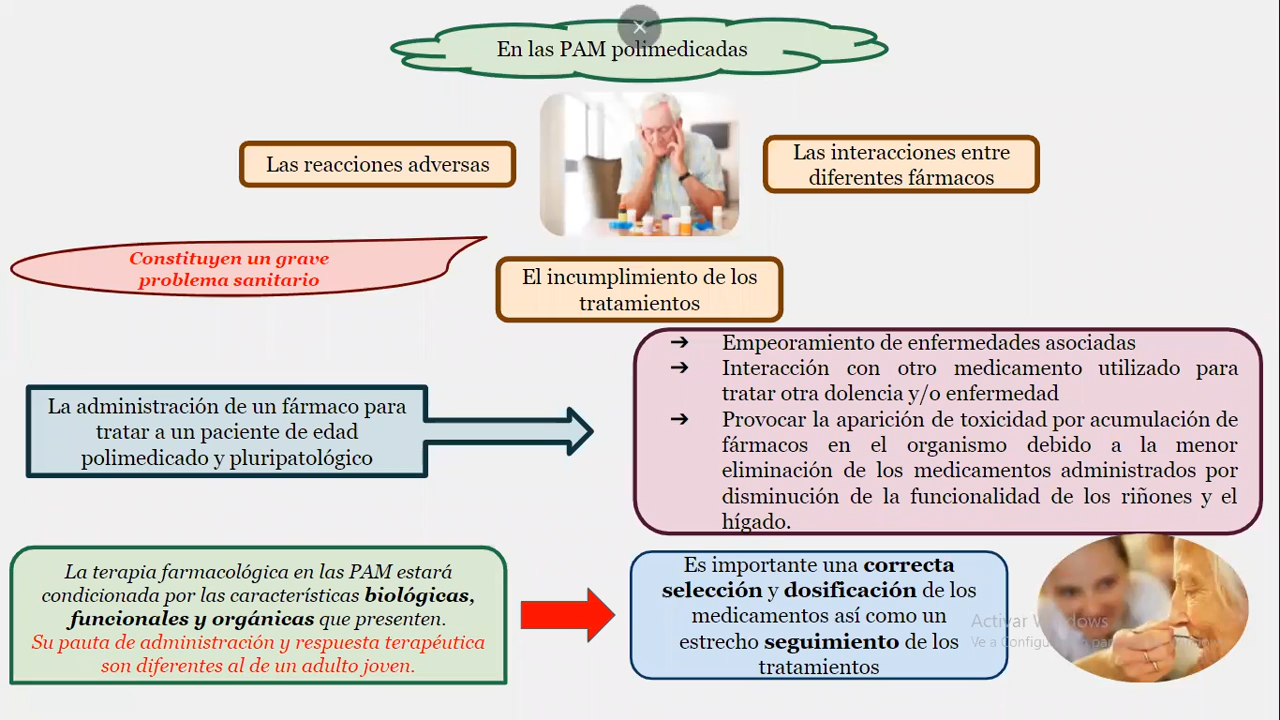 En las PAM polimedicadas
Las reacciones adversas
Las interacciones entre
diferentes fármacos
Constituyen un grave
problema sanitario
El incumplimiento de los
tratamientos
La administración de un fármaco para
tratar a un paciente de edad
polimedicado y pluripatológico
➔ Empeoramiento de enfermedades asociadas
➔ Interacción con otro medicamento utilizado para
tratar otra dolencia y/o enfermedad
➔ Provocar la aparición de toxicidad por acumulación de
fármacos en el organismo debido a la menor
eliminación de los medicamentos administrados por
disminución de la funcionalidad de los riñones y el
hígado.
La terapia farmacológica en las PAM estará
condicionada por las características biológicas,
funcionales y orgánicas que presenten.
Su pauta de administración y respuesta terapéutica
son diferentes al de un adulto joven.
Es importante una correcta
selección y dosificación de los
medicamentos así como un
estrecho seguimiento de los
tratamientos
Activar Windows
Ve a